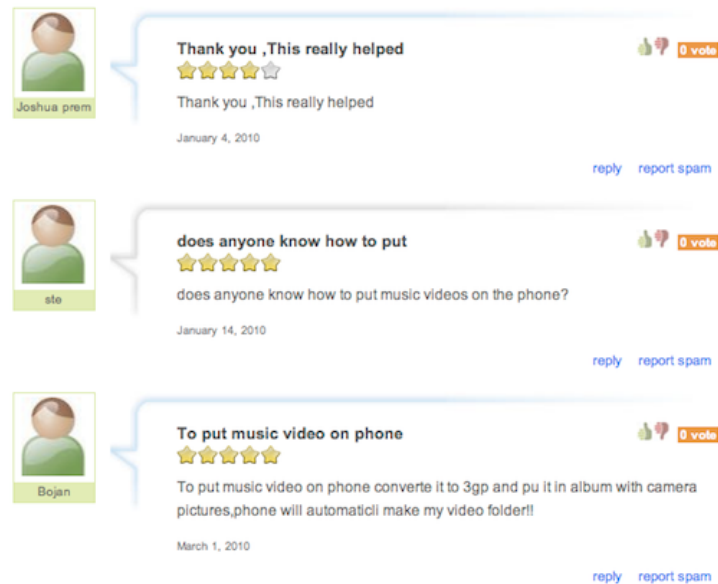 Thank you ,This really helped
0 vote
Joshua prem
Thank you ,This really helped
January 4, 2010
reply report spam
does anyone know how to put
0 vote
ste
does anyone know how to put music videos on the phone?
January 14, 2010
reply report spam
To put music video on phone
0 vote
Bojan
To put music video on phone converte it to 3gp and pu it in album with camera
pictures,phone will automaticli make my video folder!!
March 1, 2010
reply report spam